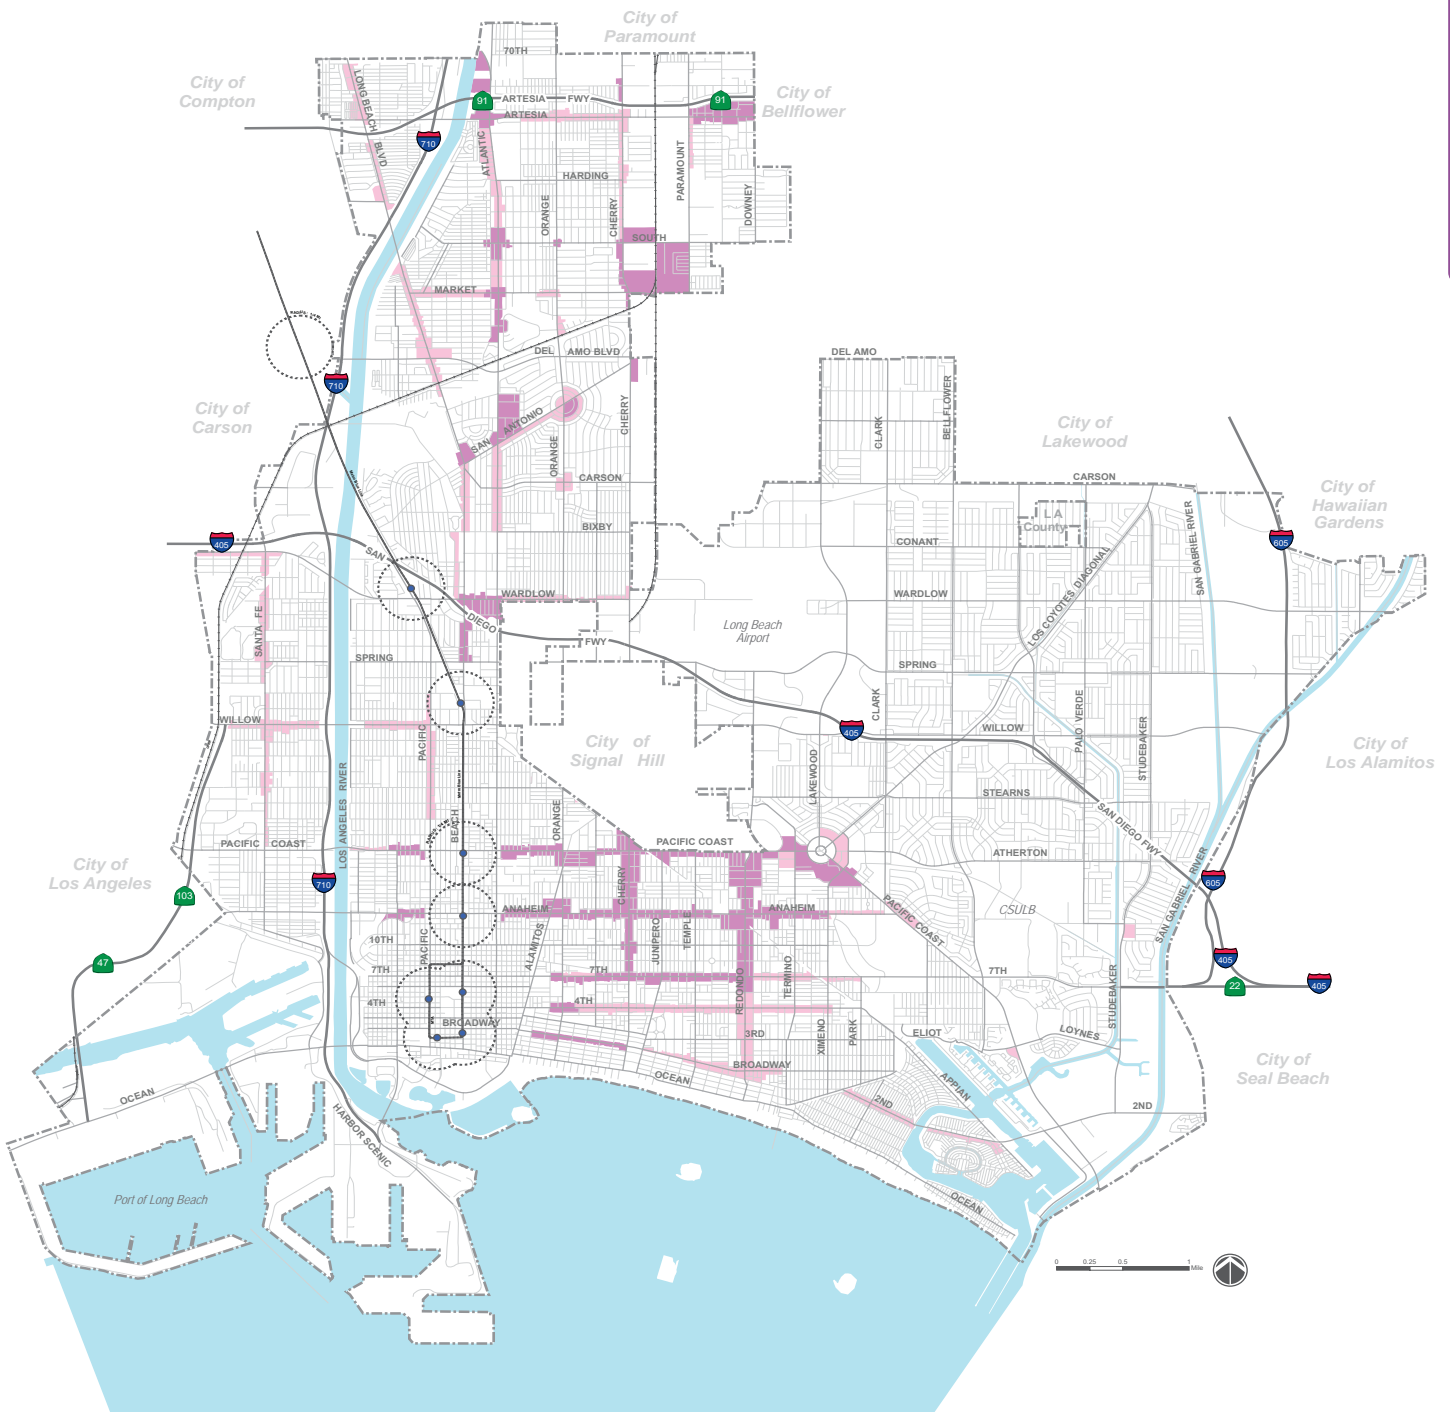 City of
Paramount
70TH
City of
Compton
LONG BEACH BLVD
91
ARTESIA
FWY
91
City of
Bellflower
ARTESIA
710
ATLANTIC
PARAMOUNT
HARDING
DOWNEY
ORANGE
CHERRY
SOUTH
MARKET
DEL
AMO BLVD
DEL AMO
710
BELLFLOWER
City of
Carson
CHERRY
CLARK
City of
Lakewood
SAN ANTONIO
ORANGE
CARSON
CARSON
City of
Hawaiian
Gardens
BIXBY
L A
County
SAN GABRIEL RIVER
405
CONANT
605
SAN
DIEGO
FWY
WARDLOW
WARDLOW
LOS COYOTES DIAGONAL
SANTA FE
Long Beach
Airport
SPRING
SPRING
CLARK
WILLOW
PACIFIC
WILLOW
PALO VERDE
STUDEBAKER
405
City of
Signal Hill
City of
Los Alamitos
LAKEWOOD
LOS ANGELES RIVER
STEARNS
BEACH
ORANGE
SAN DIEGO FWY
PACIFIC COAST
PACIFIC COAST
ATHERTON
City of
Los Angeles
710
CHERRY
605
103
ANAHEIM
ANAHEIM
PACIFIC COAST
CSULB
SAN GABRIEL RIVER
10TH
PACIFIC
ALAMITOS
JUNIPERO
TEMPLE
47
7TH
7TH
REDONDO
TERMINO
7TH
STUDEBAKER
405
22
405
4TH
4TH
BROADWAY
3RD
XIMENO
PARK
ELIOT
LOYNES
BROADWAY
City of
Seal Beach
OCEAN
OCEAN
APPIAN
2ND
2ND
HARBOR SCENIC
Port of Long Beach
OCEAN
0
0.25
0.5
1
Mile